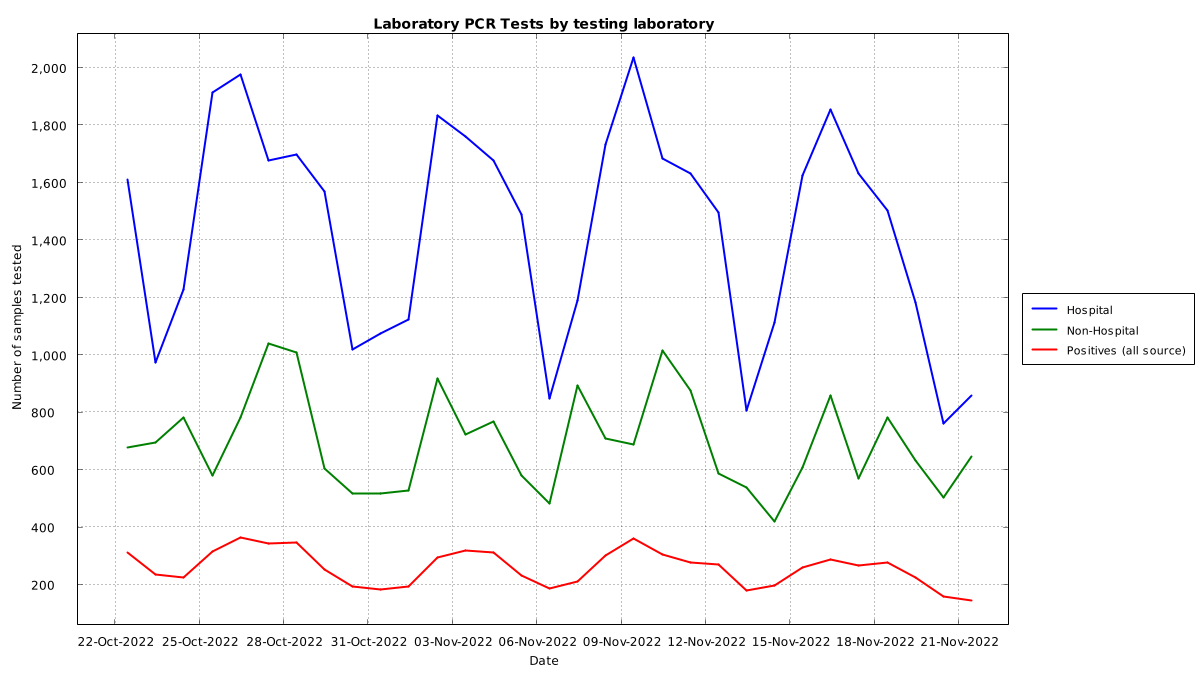 Laboratory PCR Tests by testing laboratory
Number of samples tested
2,000
1,800
1,600
1,400
1,200
1,000
800
600
400
200
22-Oct-2022 25-Oct-2022 28-Oct-2022 31-Oct-2022 03-Nov-2022 06-Nov-2022 09-Nov-2022 12-Nov-2022 15-Nov-2022 18-Nov-2022 21-Nov-2022
Date
Hospital
Non-Hospital
Positives (all source)